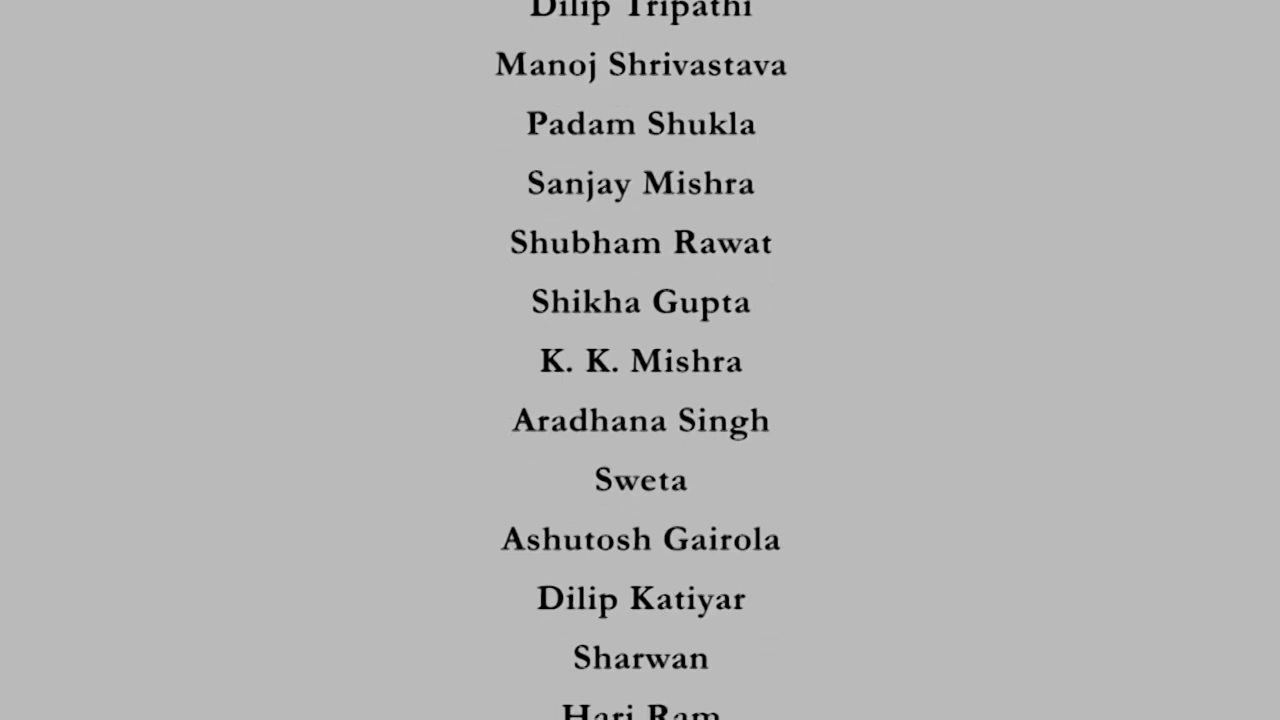 Dilip Tripathi
Manoj Shrivastava
Padam Shukla
Sanjay Mishra
Shubham Rawat
Shikha Gupta
K. K. Mishra
Aradhana Singh
Sweta
Ashutosh Gairola
Dilip Katiyar
Sharwan
Hari Ram